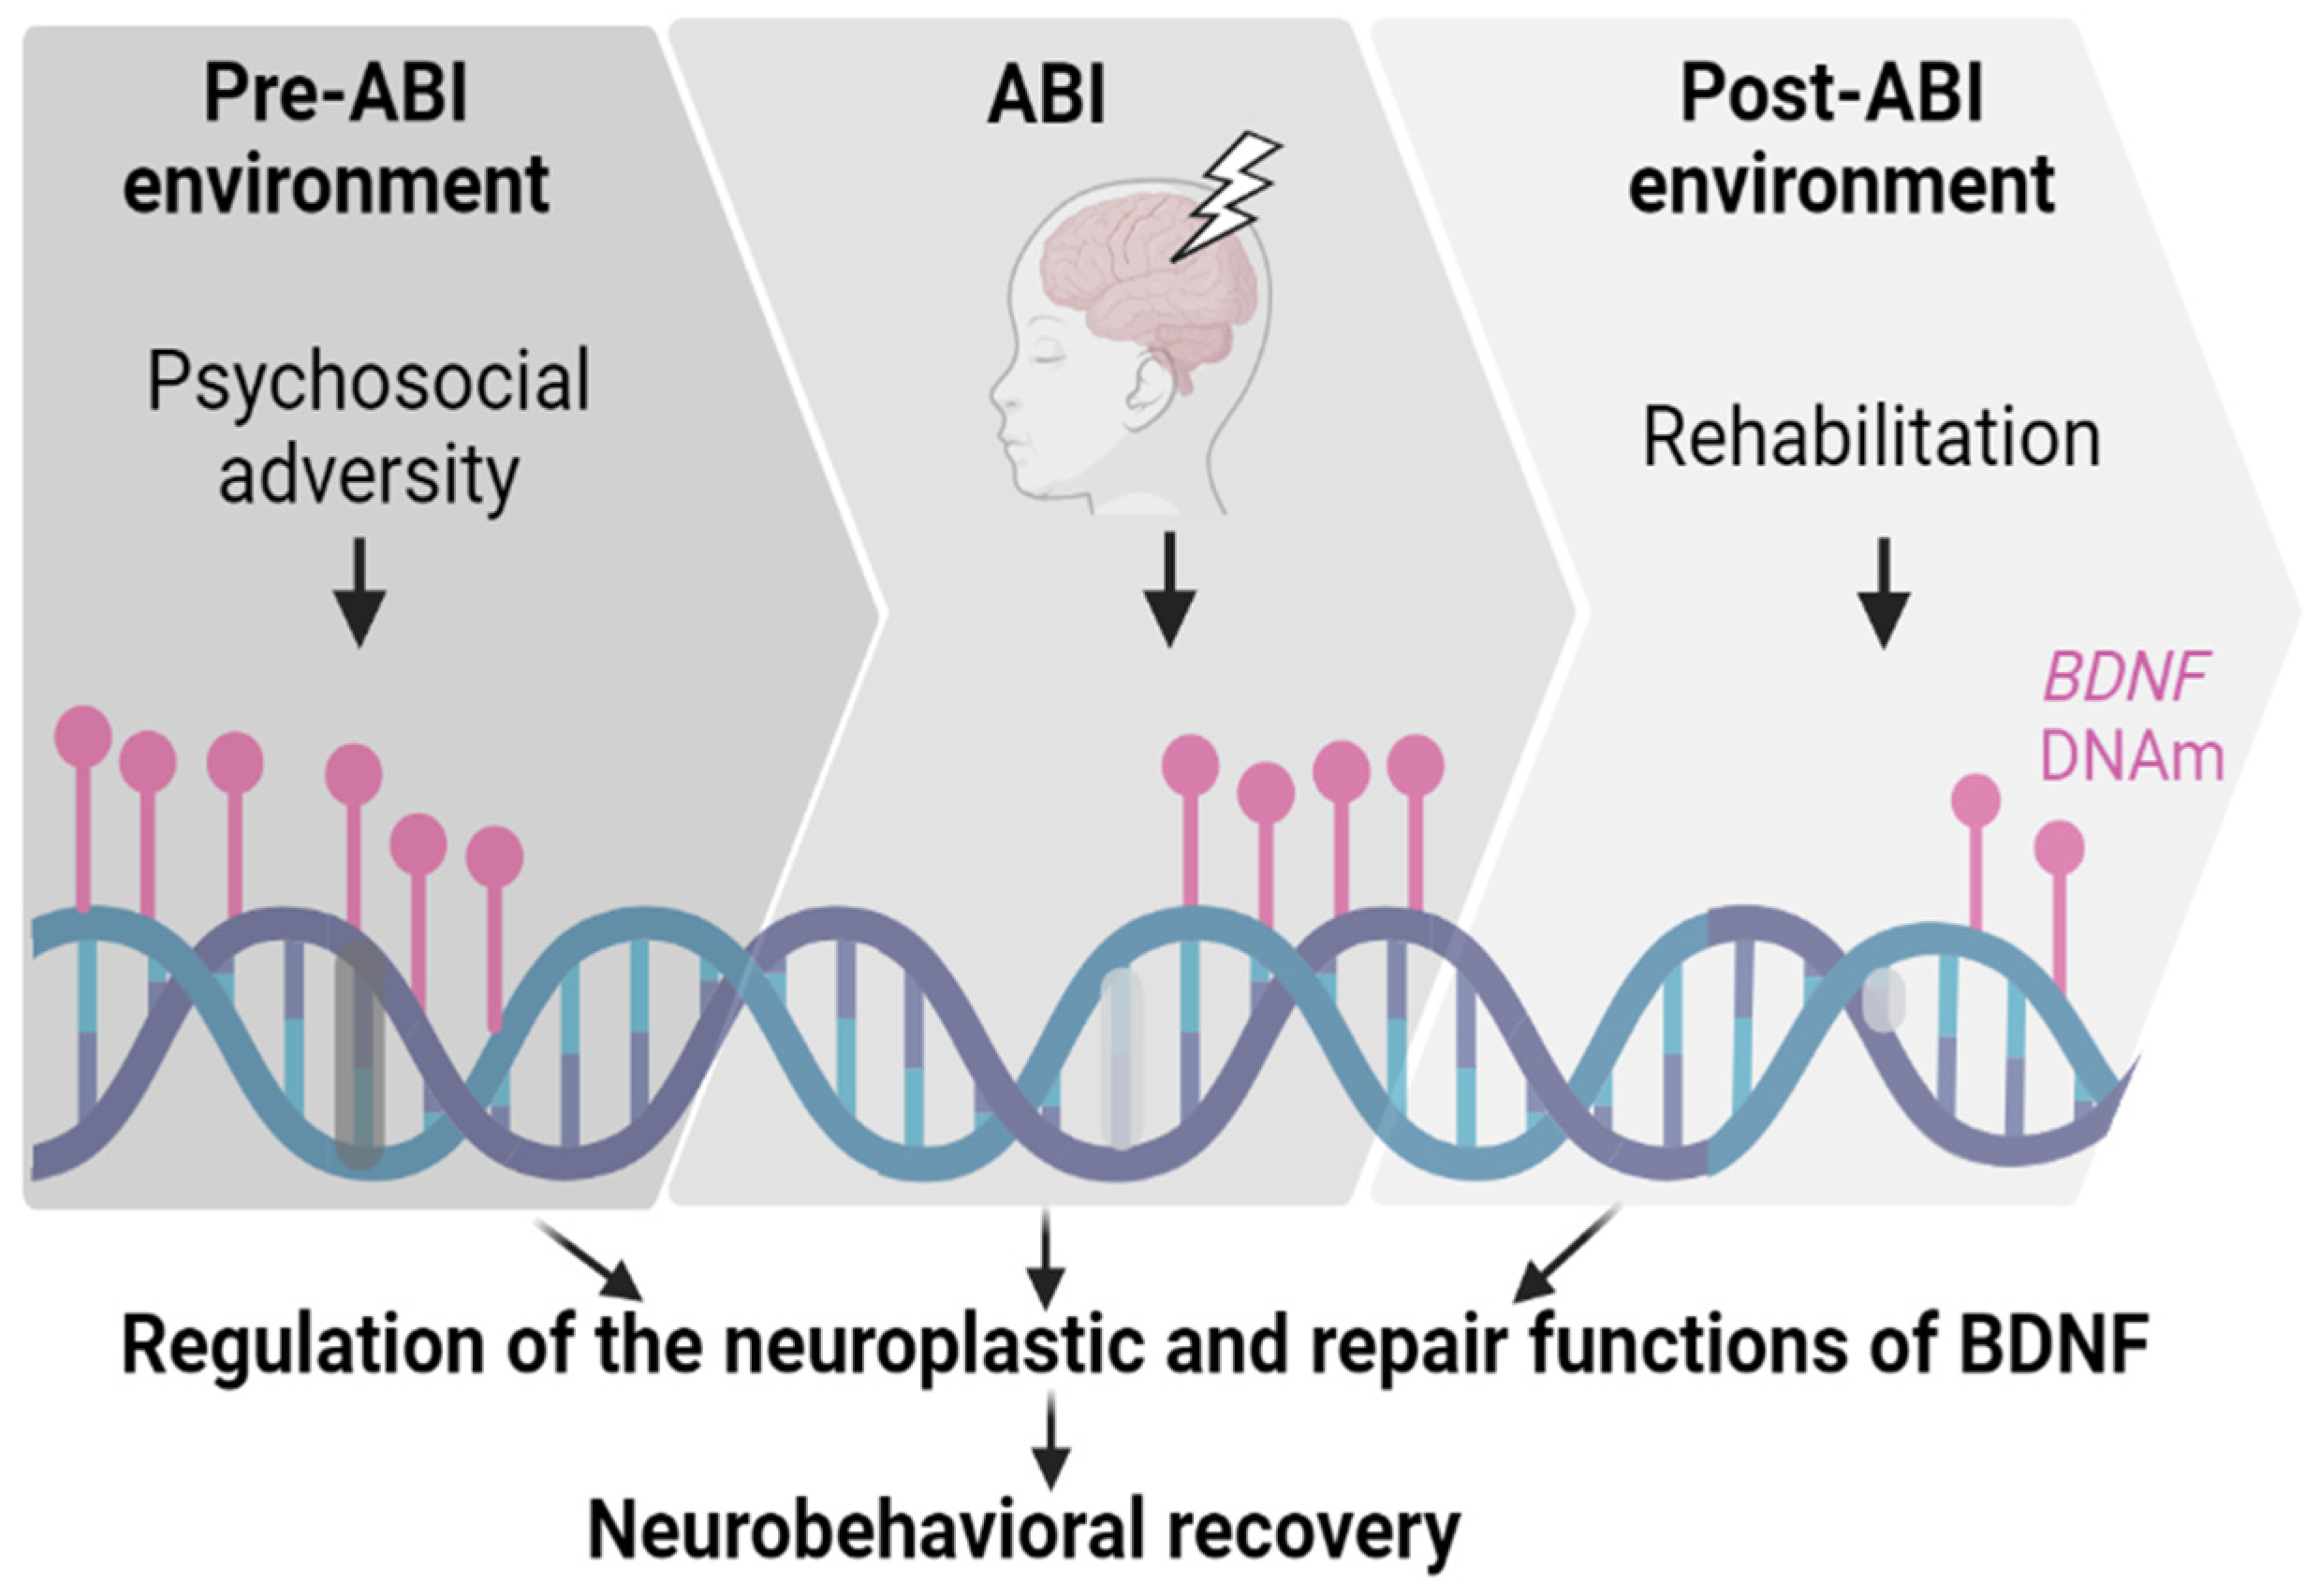 Pre-ABI
environment
Psychosocial
adversity
ABI
Post-ABI
environment
Rehabilitation
BDNF
DNAm
Regulation of the neuroplastic and repair functions of BDNF
Neurobehavioral recovery